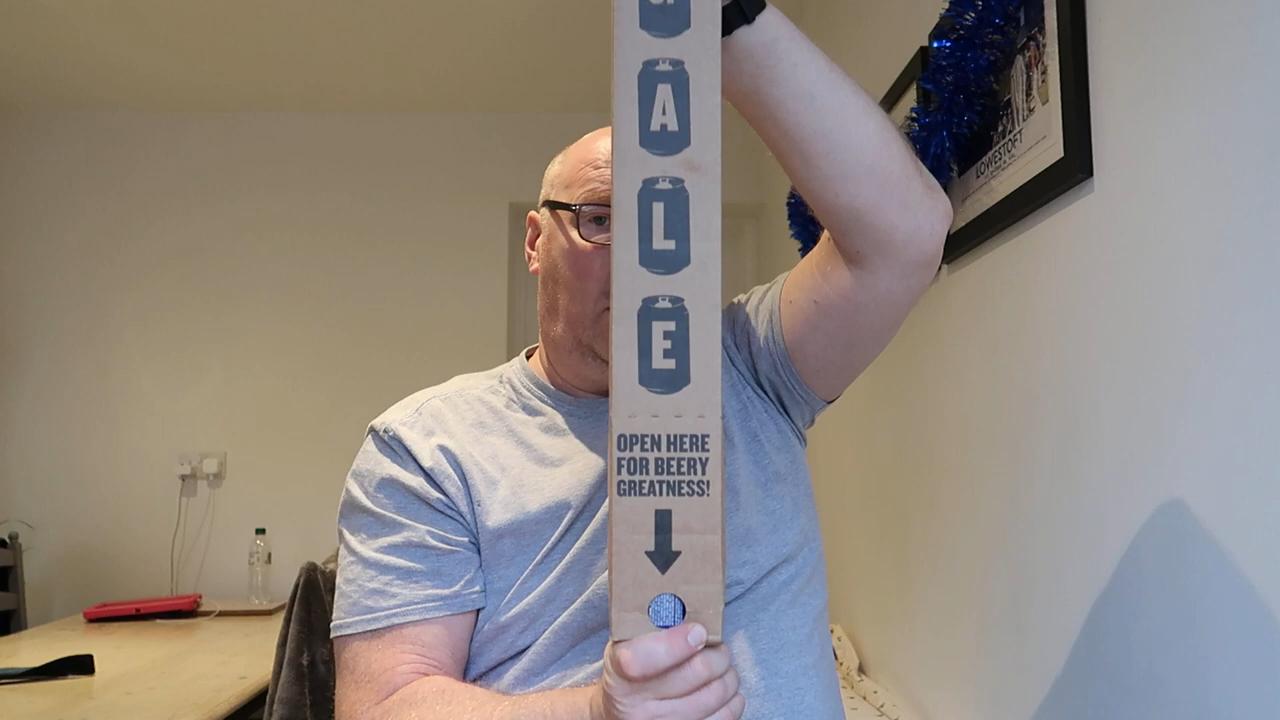 A
L
E
OPEN HERE
FOR BEERY
GREATNESS!
LOWESTOFT